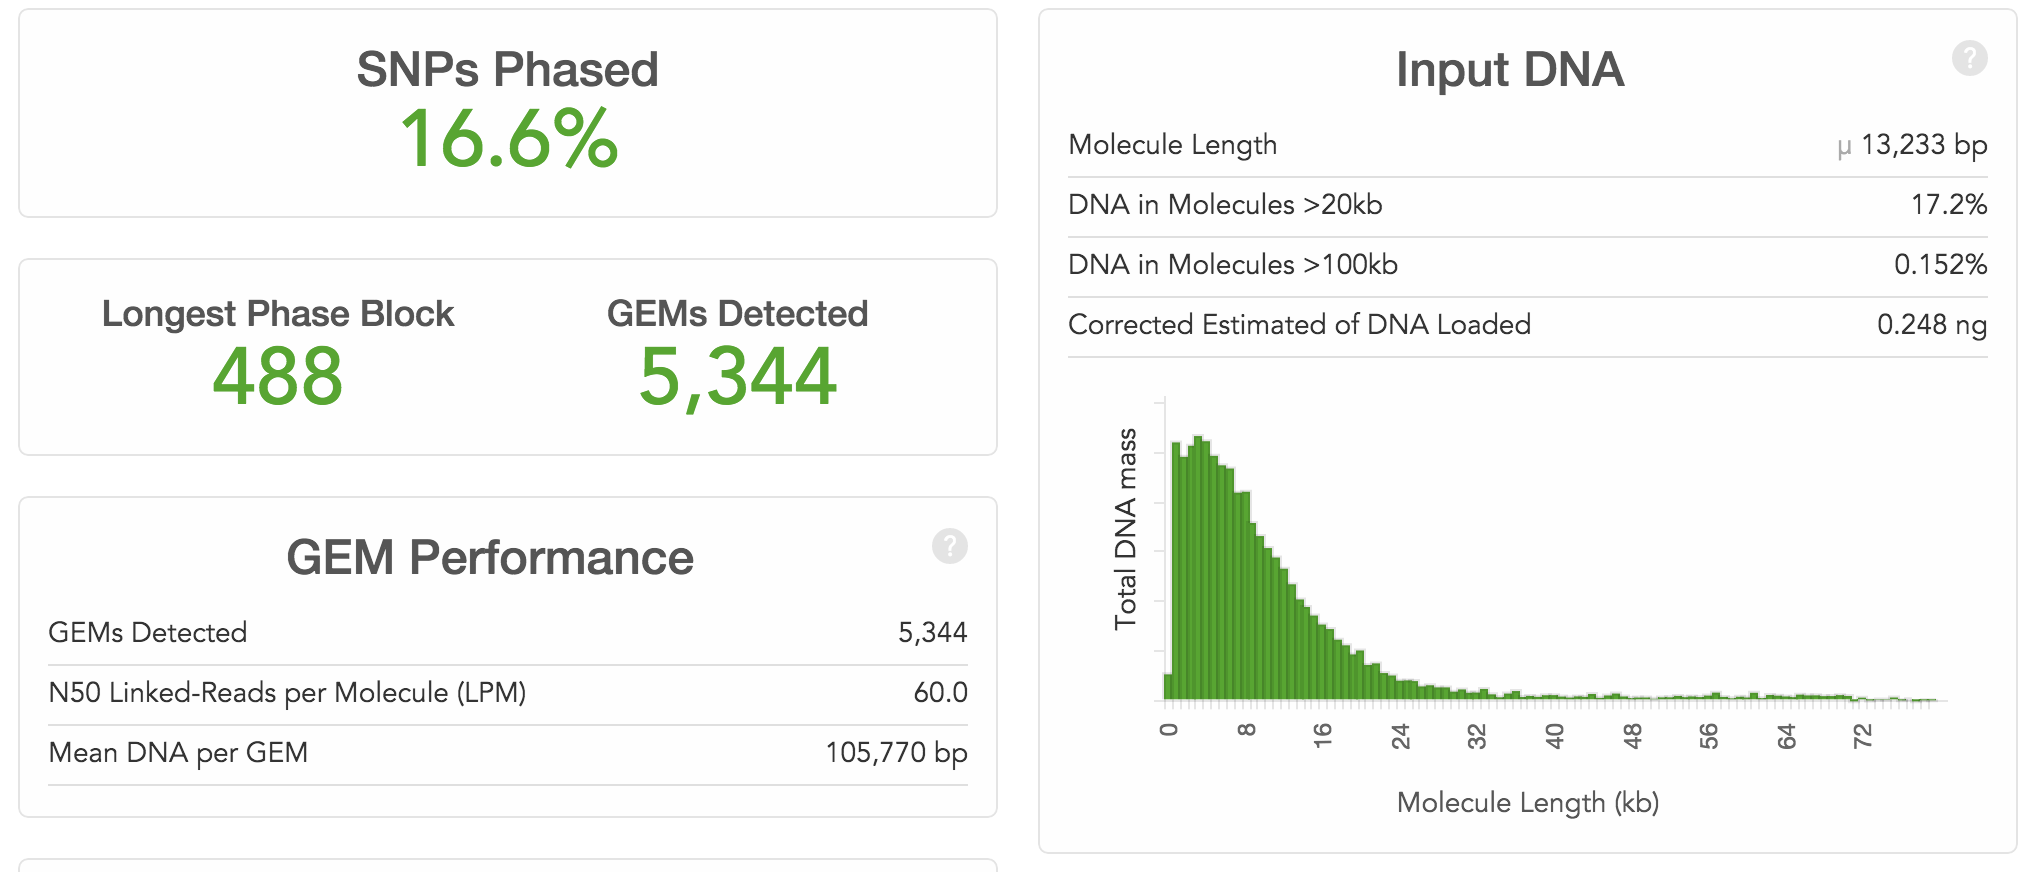 SNPs Phased
16.6%
Longest Phase Block
488
GEMs Detected
5,344
GEM Performance
?
GEMs Detected 5,344
N50 Linked-Reads per Molecule (LPM) 60.0
Mean DNA per GEM 105,770 bp
Input DNA
?
Molecule Length μ 13,233 bp
DNA in Molecules >20kb 17.2%
DNA in Molecules >100kb 0.152%
Corrected Estimated of DNA Loaded 0.248 ng
Total DNA mass
0 8 16 24 32 40 48 56 64 72
Molecule Length (kb)